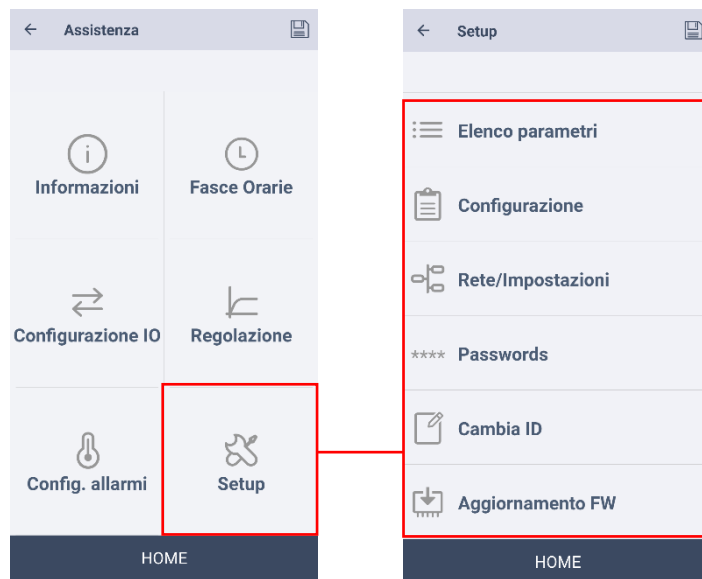 Assistenza
Informazioni
Fasce Orarie
Configurazione IO
Regolazione
Config. allarmi
Setup
HOME
Setup
Elenco parametri
Configurazione
Rete/Impostazioni
**** Passwords
Cambia ID
Aggiornamento FW
HOME